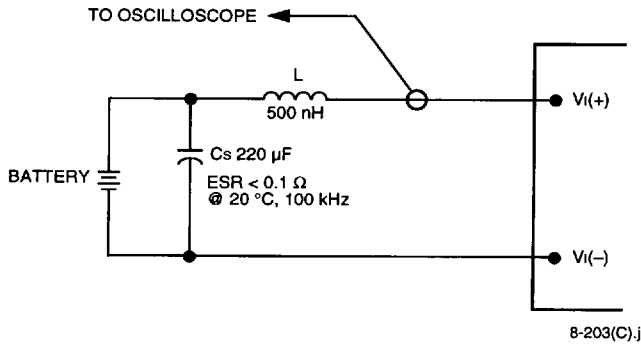 TO OSCILLOSCOPE
L
500 nH
VI(+)
Cs 220 µF
BATTERY
ESR < 0.1 Ω
@ 20 °C, 100 kHz
VI(–)
8-203(C).j